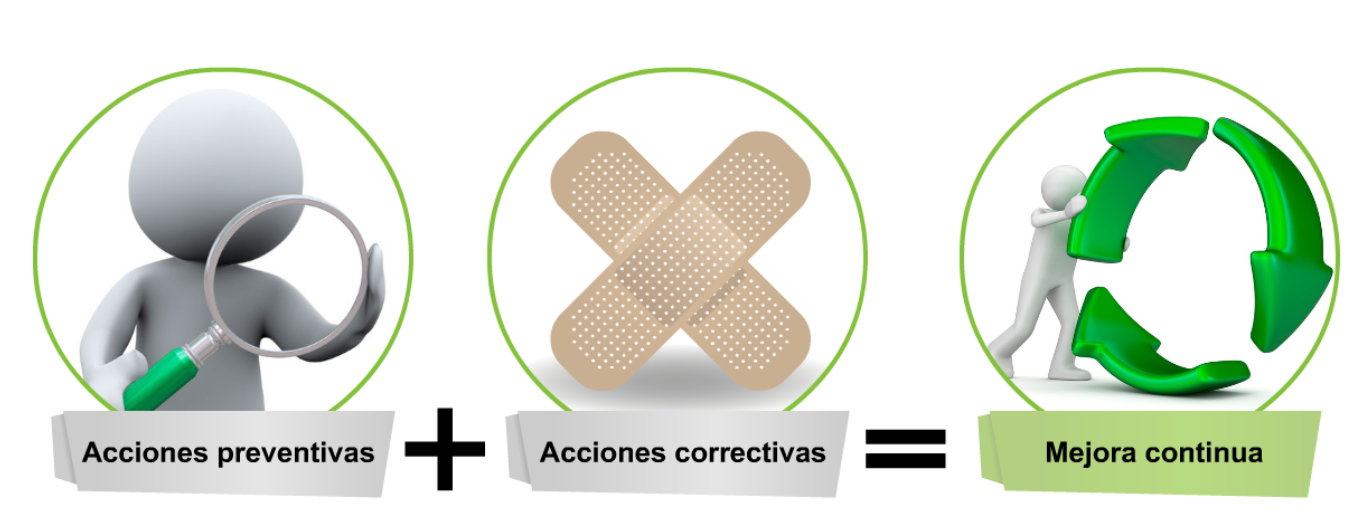 Acciones preventivas
+
Acciones correctivas
=
Mejora continua